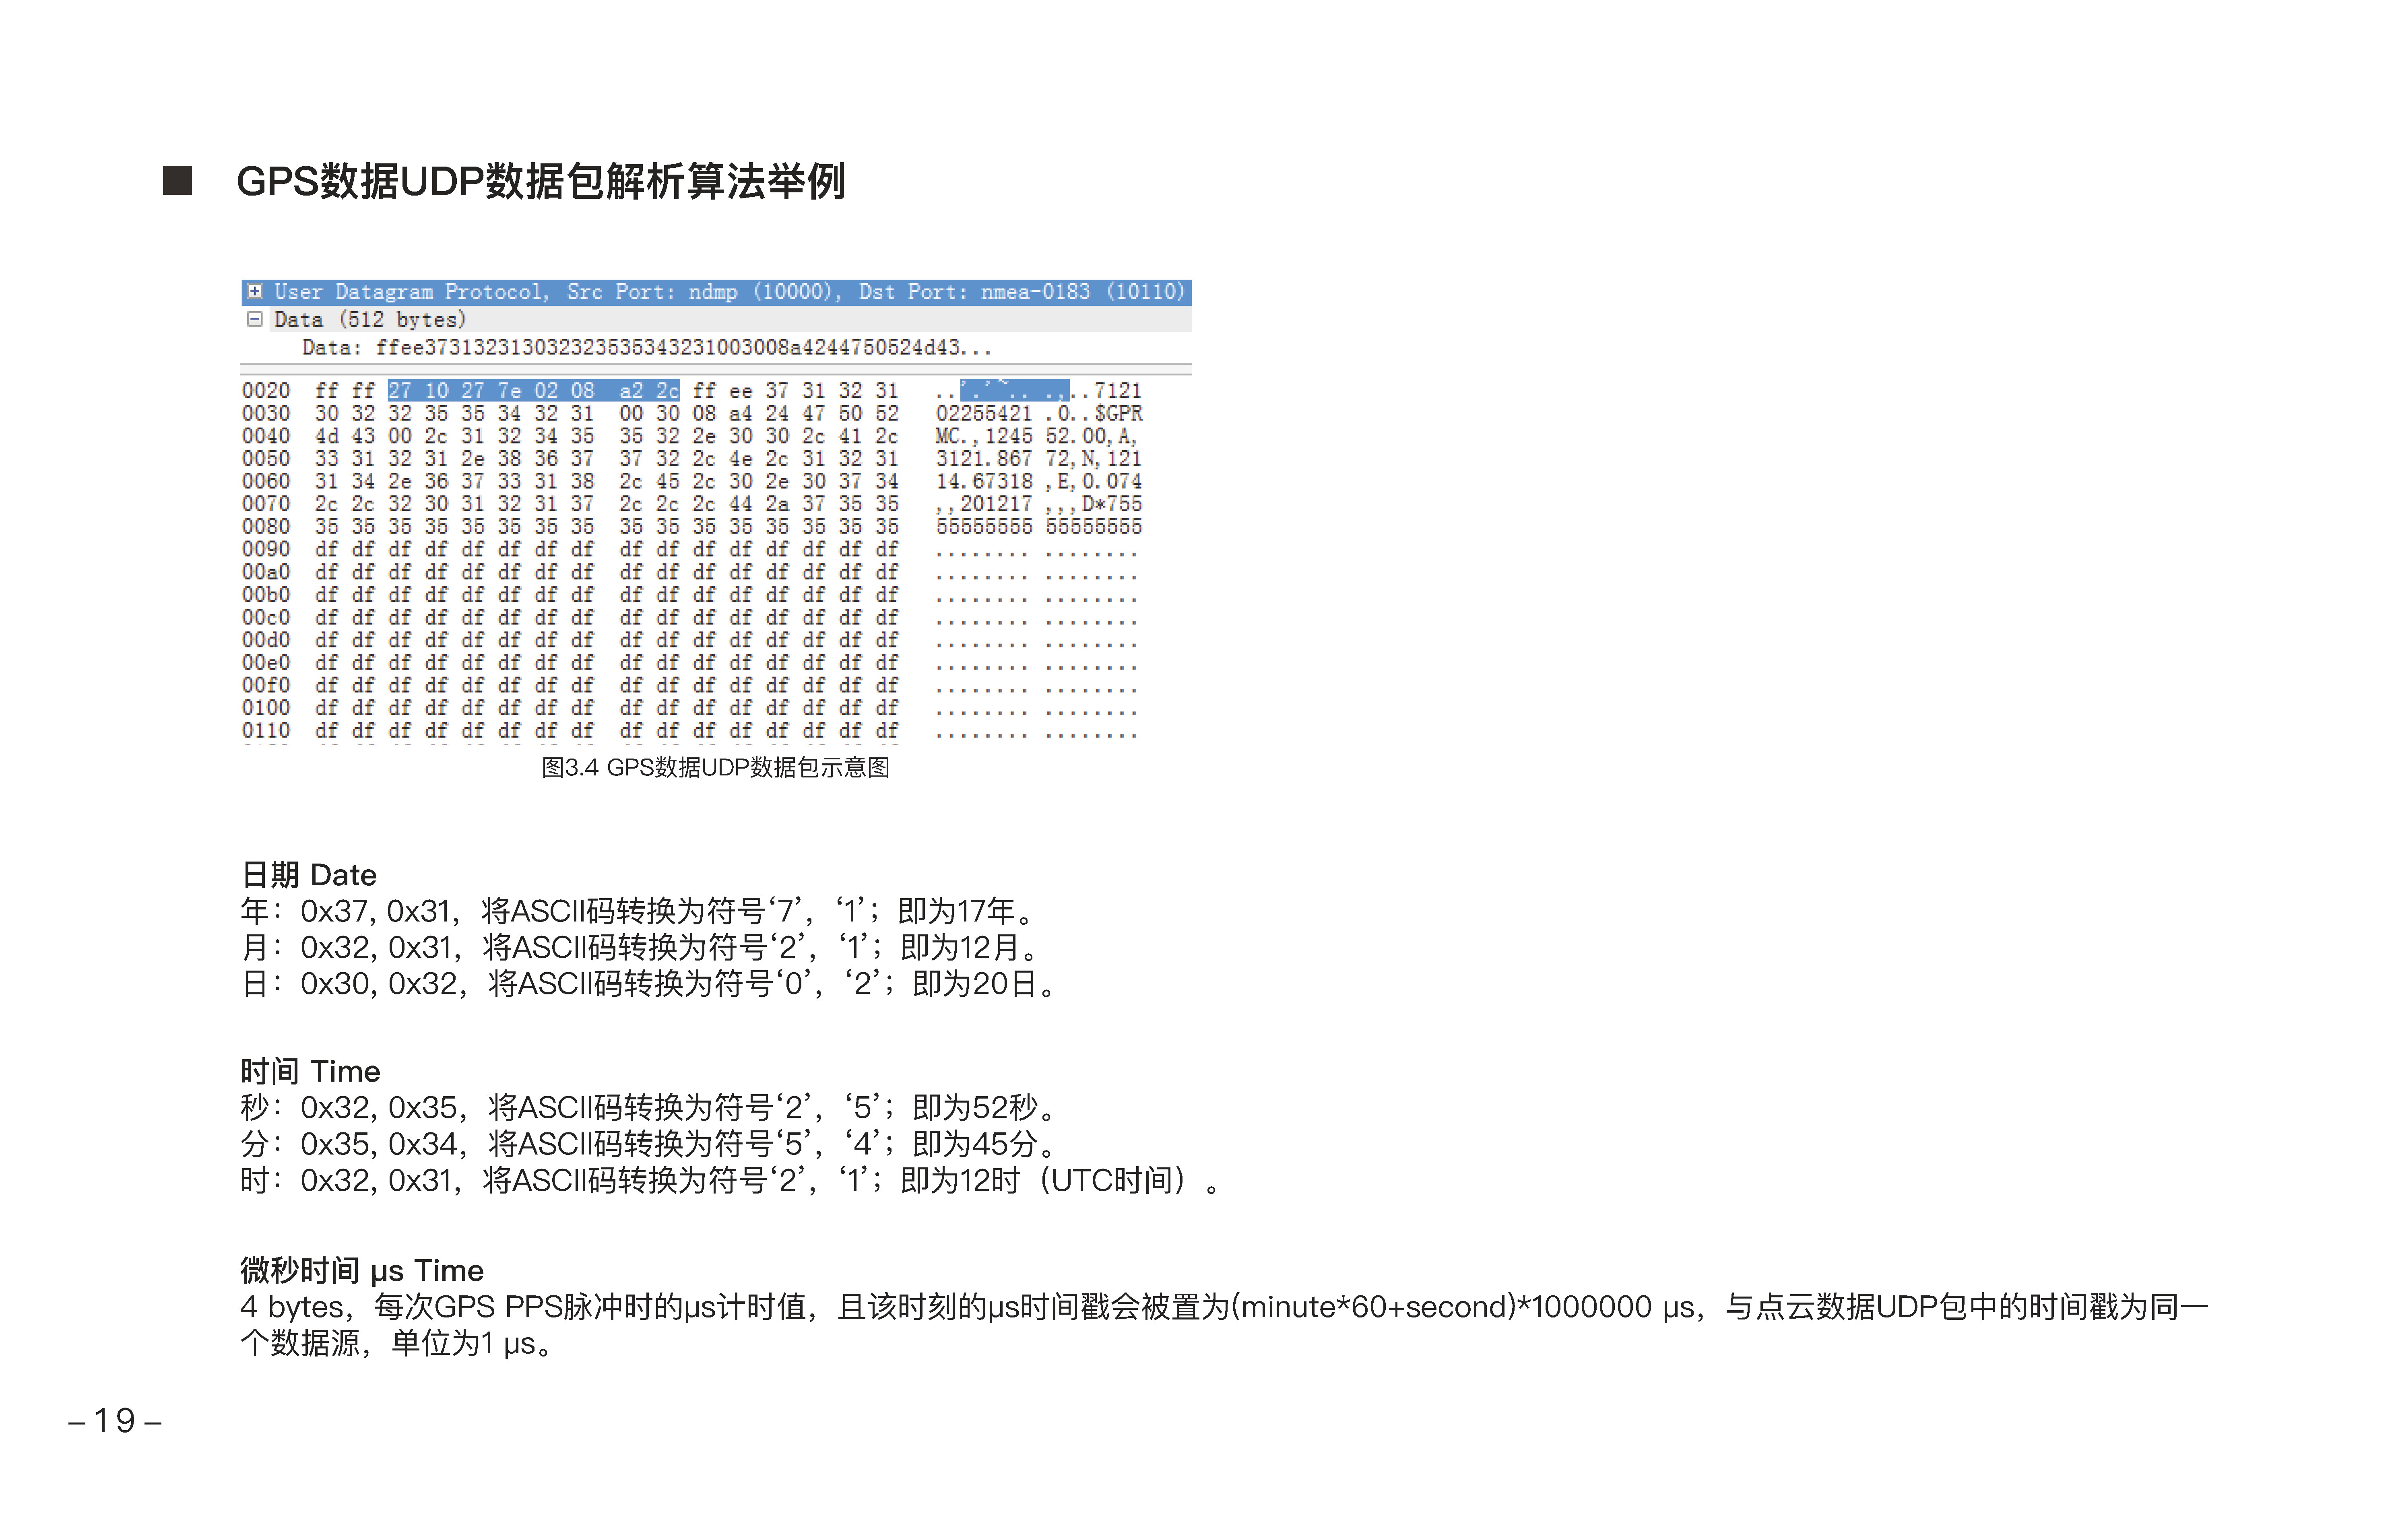 ■ GPS数据UDP数据包解析算法举例
User Datagram Protocol, Src Port: ndmp (10000), Dst Port: nmea-0183 (10110)
Data (512 bytes)
Data: ffee3731323130323235353432310030​08a4244750524d43...
0020 ff ff 27 10 27 7e 02 08 a2 2c ff ee 37 31 32 31 ..'.'~.. .,..7121
0030 30 32 32 35 35 34 32 31 00 30 08 a4 24 47 50 52 02255421 .0..$GPR
0040 4d 43 00 2c 31 32 34 35 35 32 2e 30 30 2c 41 2c MC.,1245 52.00,A,
0050 33 31 32 31 2e 38 36 37 37 32 2c 4e 2c 31 32 31 3121.867 72,N,121
0060 31 34 2e 36 37 33 31 38 2c 45 2c 30 2e 30 37 34 14.67318 ,E,0.074
0070 2c 2c 32 30 31 32 31 37 2c 2c 2c 44 2a 37 35 35 ,,201217 ,,,D*755
0080 35 35 35 35 35 35 35 35 35 35 35 35 35 35 35 35 55555555 55555555
0090 df df df df df df df df df df df df df df df df ........ ........
00a0 df df df df df df df df df df df df df df df df ........ ........
00b0 df df df df df df df df df df df df df df df df ........ ........
00c0 df df df df df df df df df df df df df df df df ........ ........
00d0 df df df df df df df df df df df df df df df df ........ ........
00e0 df df df df df df df df df df df df df df df df ........ ........
00f0 df df df df df df df df df df df df df df df df ........ ........
0100 df df df df df df df df df df df df df df df df ........ ........
0110 df df df df df df df df df df df df df df df df ........ ........
图3.4 GPS数据UDP数据包示意图
日期 Date
年：0x37, 0x31，将ASCII码转换为符号‘7’，‘1’；即为17年。
月：0x32, 0x31，将ASCII码转换为符号‘2’，‘1’；即为12月。
日：0x30, 0x32，将ASCII码转换为符号‘0’，‘2’；即为20日。
时间 Time
秒：0x32, 0x35，将ASCII码转换为符号‘2’，‘5’；即为52秒。
分：0x35, 0x34，将ASCII码转换为符号‘5’，‘4’；即为45分。
时：0x32, 0x31，将ASCII码转换为符号‘2’，‘1’；即为12时（UTC时间）。
微秒时间 μs Time
4 bytes，每次GPS PPS脉冲时的μs计时值，且该时刻的μs时间戳会被置为(minute*60+second)*1000000 μs，与点云数据UDP包中的时间戳为同一
个数据源，单位为1 μs。
– 19 –